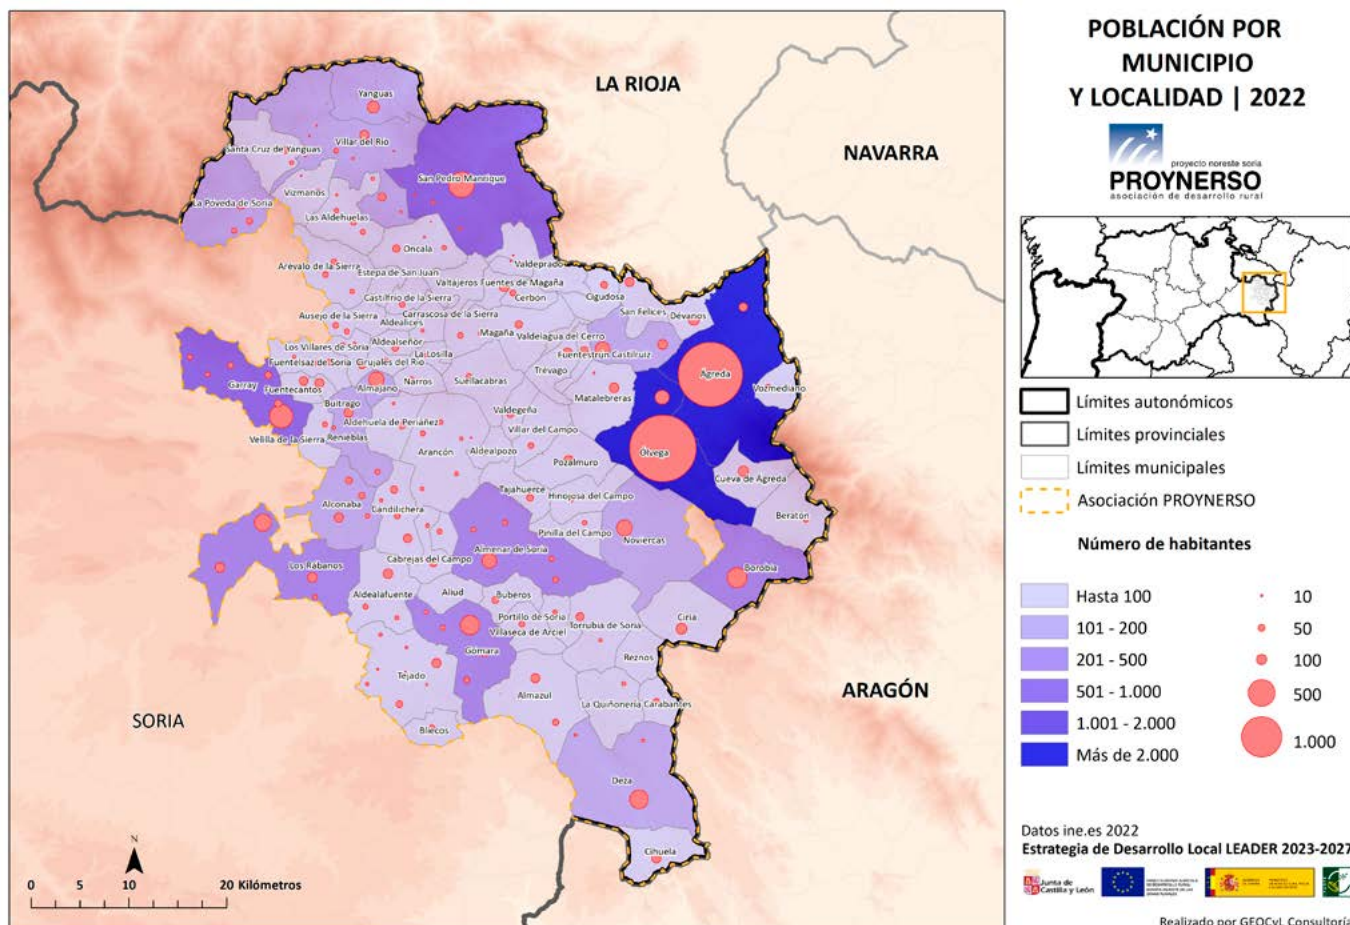 POBLACIÓN POR
MUNICIPIO
Y LOCALIDAD | 2022
proyecto noreste soria
PROYNERSO
asociación de desarrollo rural
Límites autonómicos
Límites provinciales
Límites municipales
Asociación PROYNERSO
Número de habitantes
Hasta 100
101 - 200
201 - 500
501 - 1.000
1.001 - 2.000
Más de 2.000
10
50
100
500
1.000
Datos ine.es 2022
Estrategia de Desarrollo Local LEADER 2023-2027
Junta de
Castilla y León
Realizado por GEOCyL Consultoría
LA RIOJA
NAVARRA
ARAGÓN
SORIA
Yanguas
Villar del Río
Santa Cruz de Yanguas
San Pedro Manrique
Vizmanos
La Póveda de Soria
Las Aldehuelas
Oncala
Arévalo de la Sierra
Valdeprado
Estepa de San Juan
Valtajeros
Fuentes de Magaña
Cerbón
Cigudosa
Castilfrío de la Sierra
Carrascosa de la Sierra
San Felices
Dévanos
Ausejo de la Sierra
Aldealices
Magaña
Valdelagua del Cerro
Los Villares de Soria
Aldealseñor
La Losilla
Fuentestrún
Castilruiz
Fuentelsaz de Soria
Cirujales del Río
Trévago
Ágreda
Garray
Fuentecantos
Almajano
Narros
Suellacabras
Vozmediano
Matalebreras
Buitrago
Aldehuela de Periáñez
Valdegeña
Velilla de la Sierra
Renieblas
Villar del Campo
Arancón
Aldealpozo
Ólvega
Pozalmuro
Cueva de Ágreda
Tajahuerce
Hinojosa del Campo
Alconaba
Candilichera
Beratón
Pinilla del Campo
Noviercas
Almenar de Soria
Cabrejas del Campo
Los Rábanos
Borobia
Aldealafuente
Aliud
Buberos
Portillo de Soria
Ciria
Villaseca de Arciel
Torrubia de Soria
Gómara
Reznos
Tejado
Almazul
La Quiñonería
Carabantes
Bliecos
Deza
Cihuela
N
0 5 10 20 Kilómetros